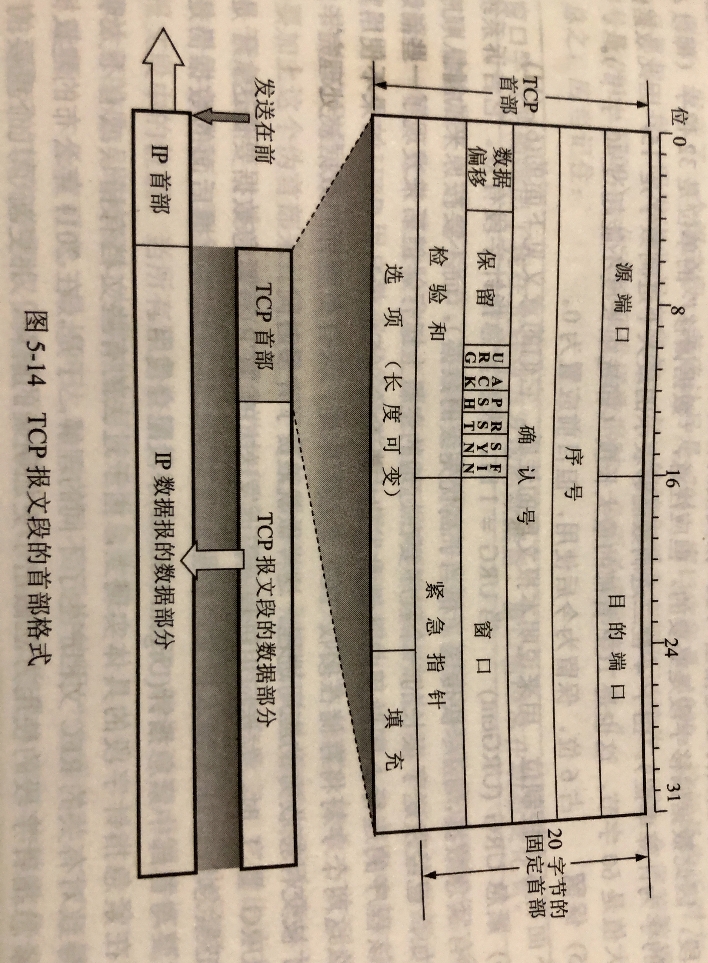 位 0 8 16 24 31
源 端 口 目 的 端 口
序 号
确 认 号
数据偏移 保 留 URG ACK PSH RST SYN FIN 窗 口
检 验 和 紧 急 指 针
选 项 （长 度 可 变） 填 充
TCP
首部
20 字节的
固定首部
发送在前
TCP 首部 TCP 报文段的数据部分
IP 首部 IP 数据报的数据部分
图 5-14 TCP 报文段的首部格式